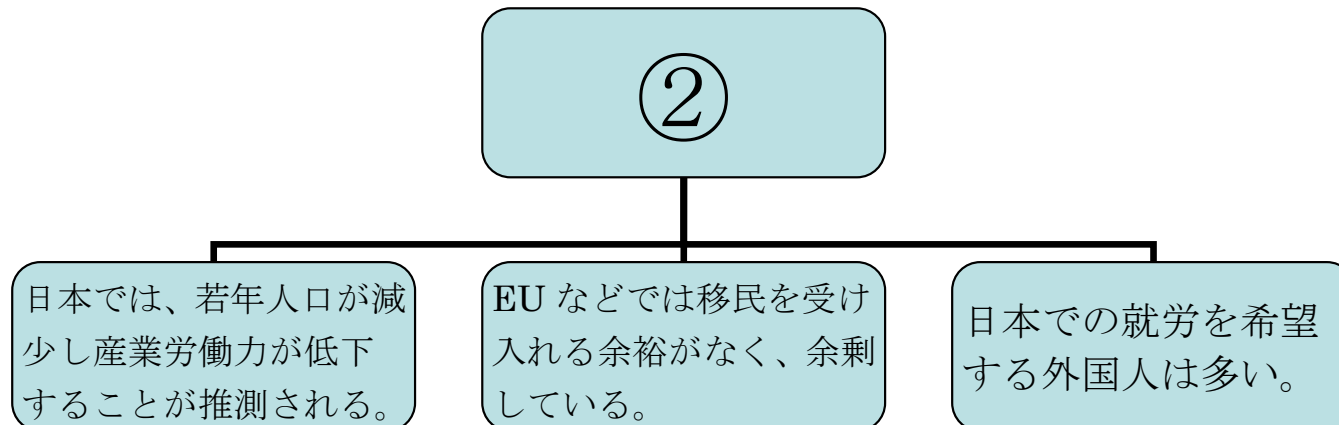 ②
日本では、若年人口が減
少し産業労働力が低下
することが推測される。
EU などでは移民を受け
入れる余裕がなく、余剰
している。
日本での就労を希望
する外国人は多い。